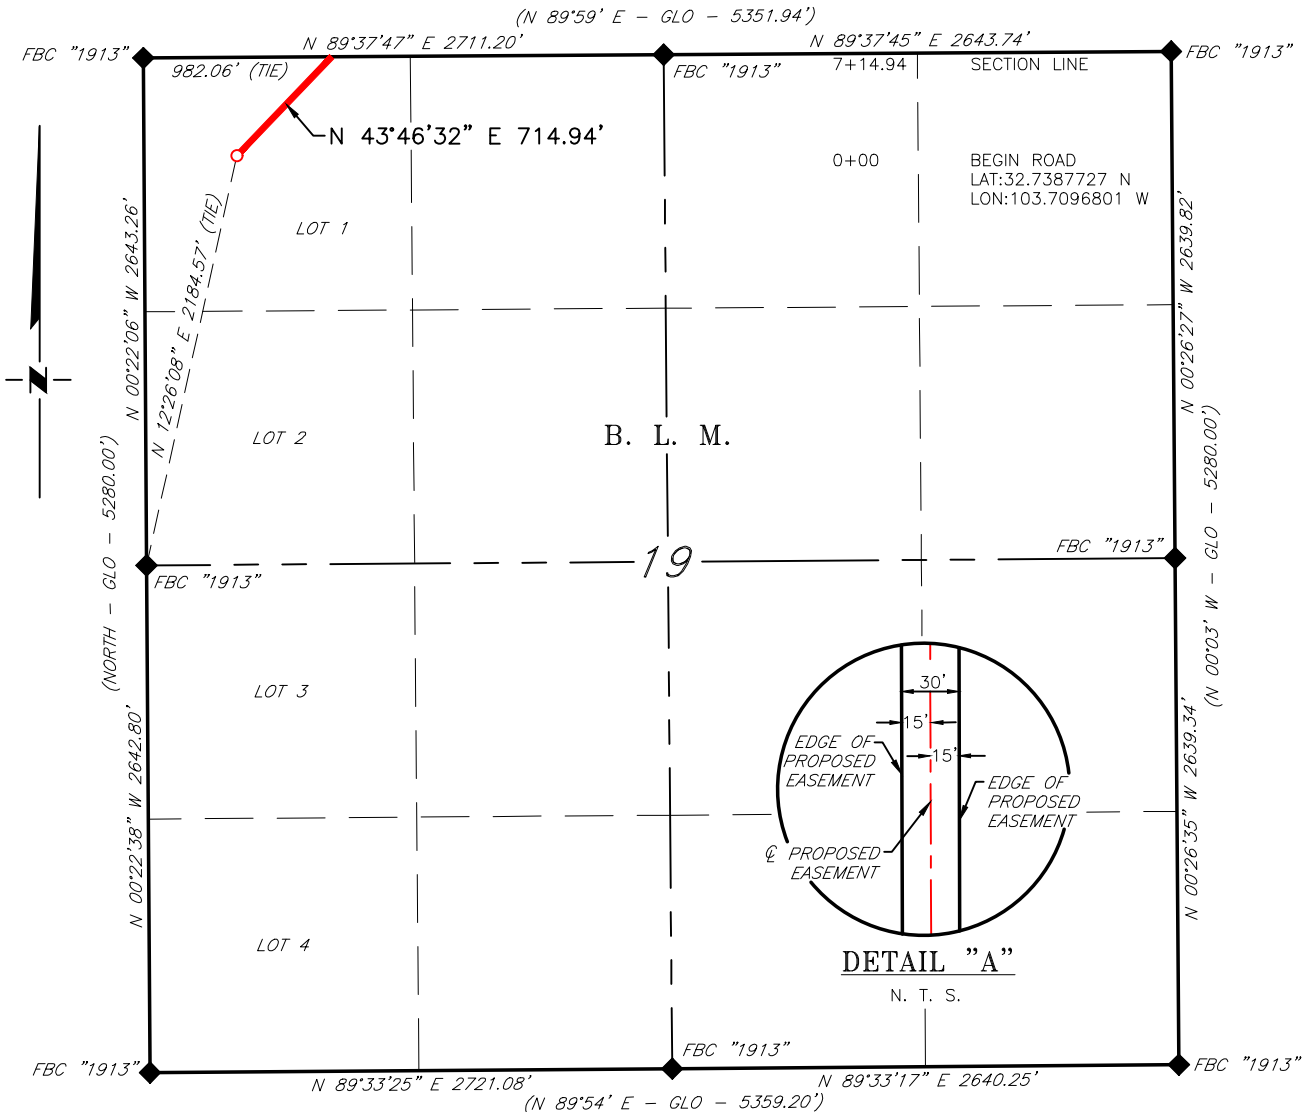 (N 89°59' E - GLO - 5351.94')
N 89°37'47" E 2711.20'
N 89°37'45" E 2643.74'
FBC "1913"
FBC "1913"
FBC "1913"
982.06' (TIE)
7+14.94 SECTION LINE
N 43°46'32" E 714.94'
0+00 BEGIN ROAD
LAT:32.7387727 N
LON:103.7096801 W
LOT 1
N 00°22'06" W 2643.26'
N 12°26'08" E 2184.57' (TIE)
N 00°26'27" W 2639.82'
N
LOT 2
B. L. M.
(NORTH - GLO - 5280.00')
(N 00°03' W - GLO - 5280.00')
FBC "1913"
19
FBC "1913"
LOT 3
30'
15'
15'
EDGE OF
PROPOSED
EASEMENT
EDGE OF
PROPOSED
EASEMENT
℄ PROPOSED
EASEMENT
N 00°22'38" W 2642.80'
N 00°26'35" W 2639.34'
LOT 4
DETAIL "A"
N. T. S.
FBC "1913"
FBC "1913"
FBC "1913"
N 89°33'25" E 2721.08'
N 89°33'17" E 2640.25'
(N 89°54' E - GLO - 5359.20')